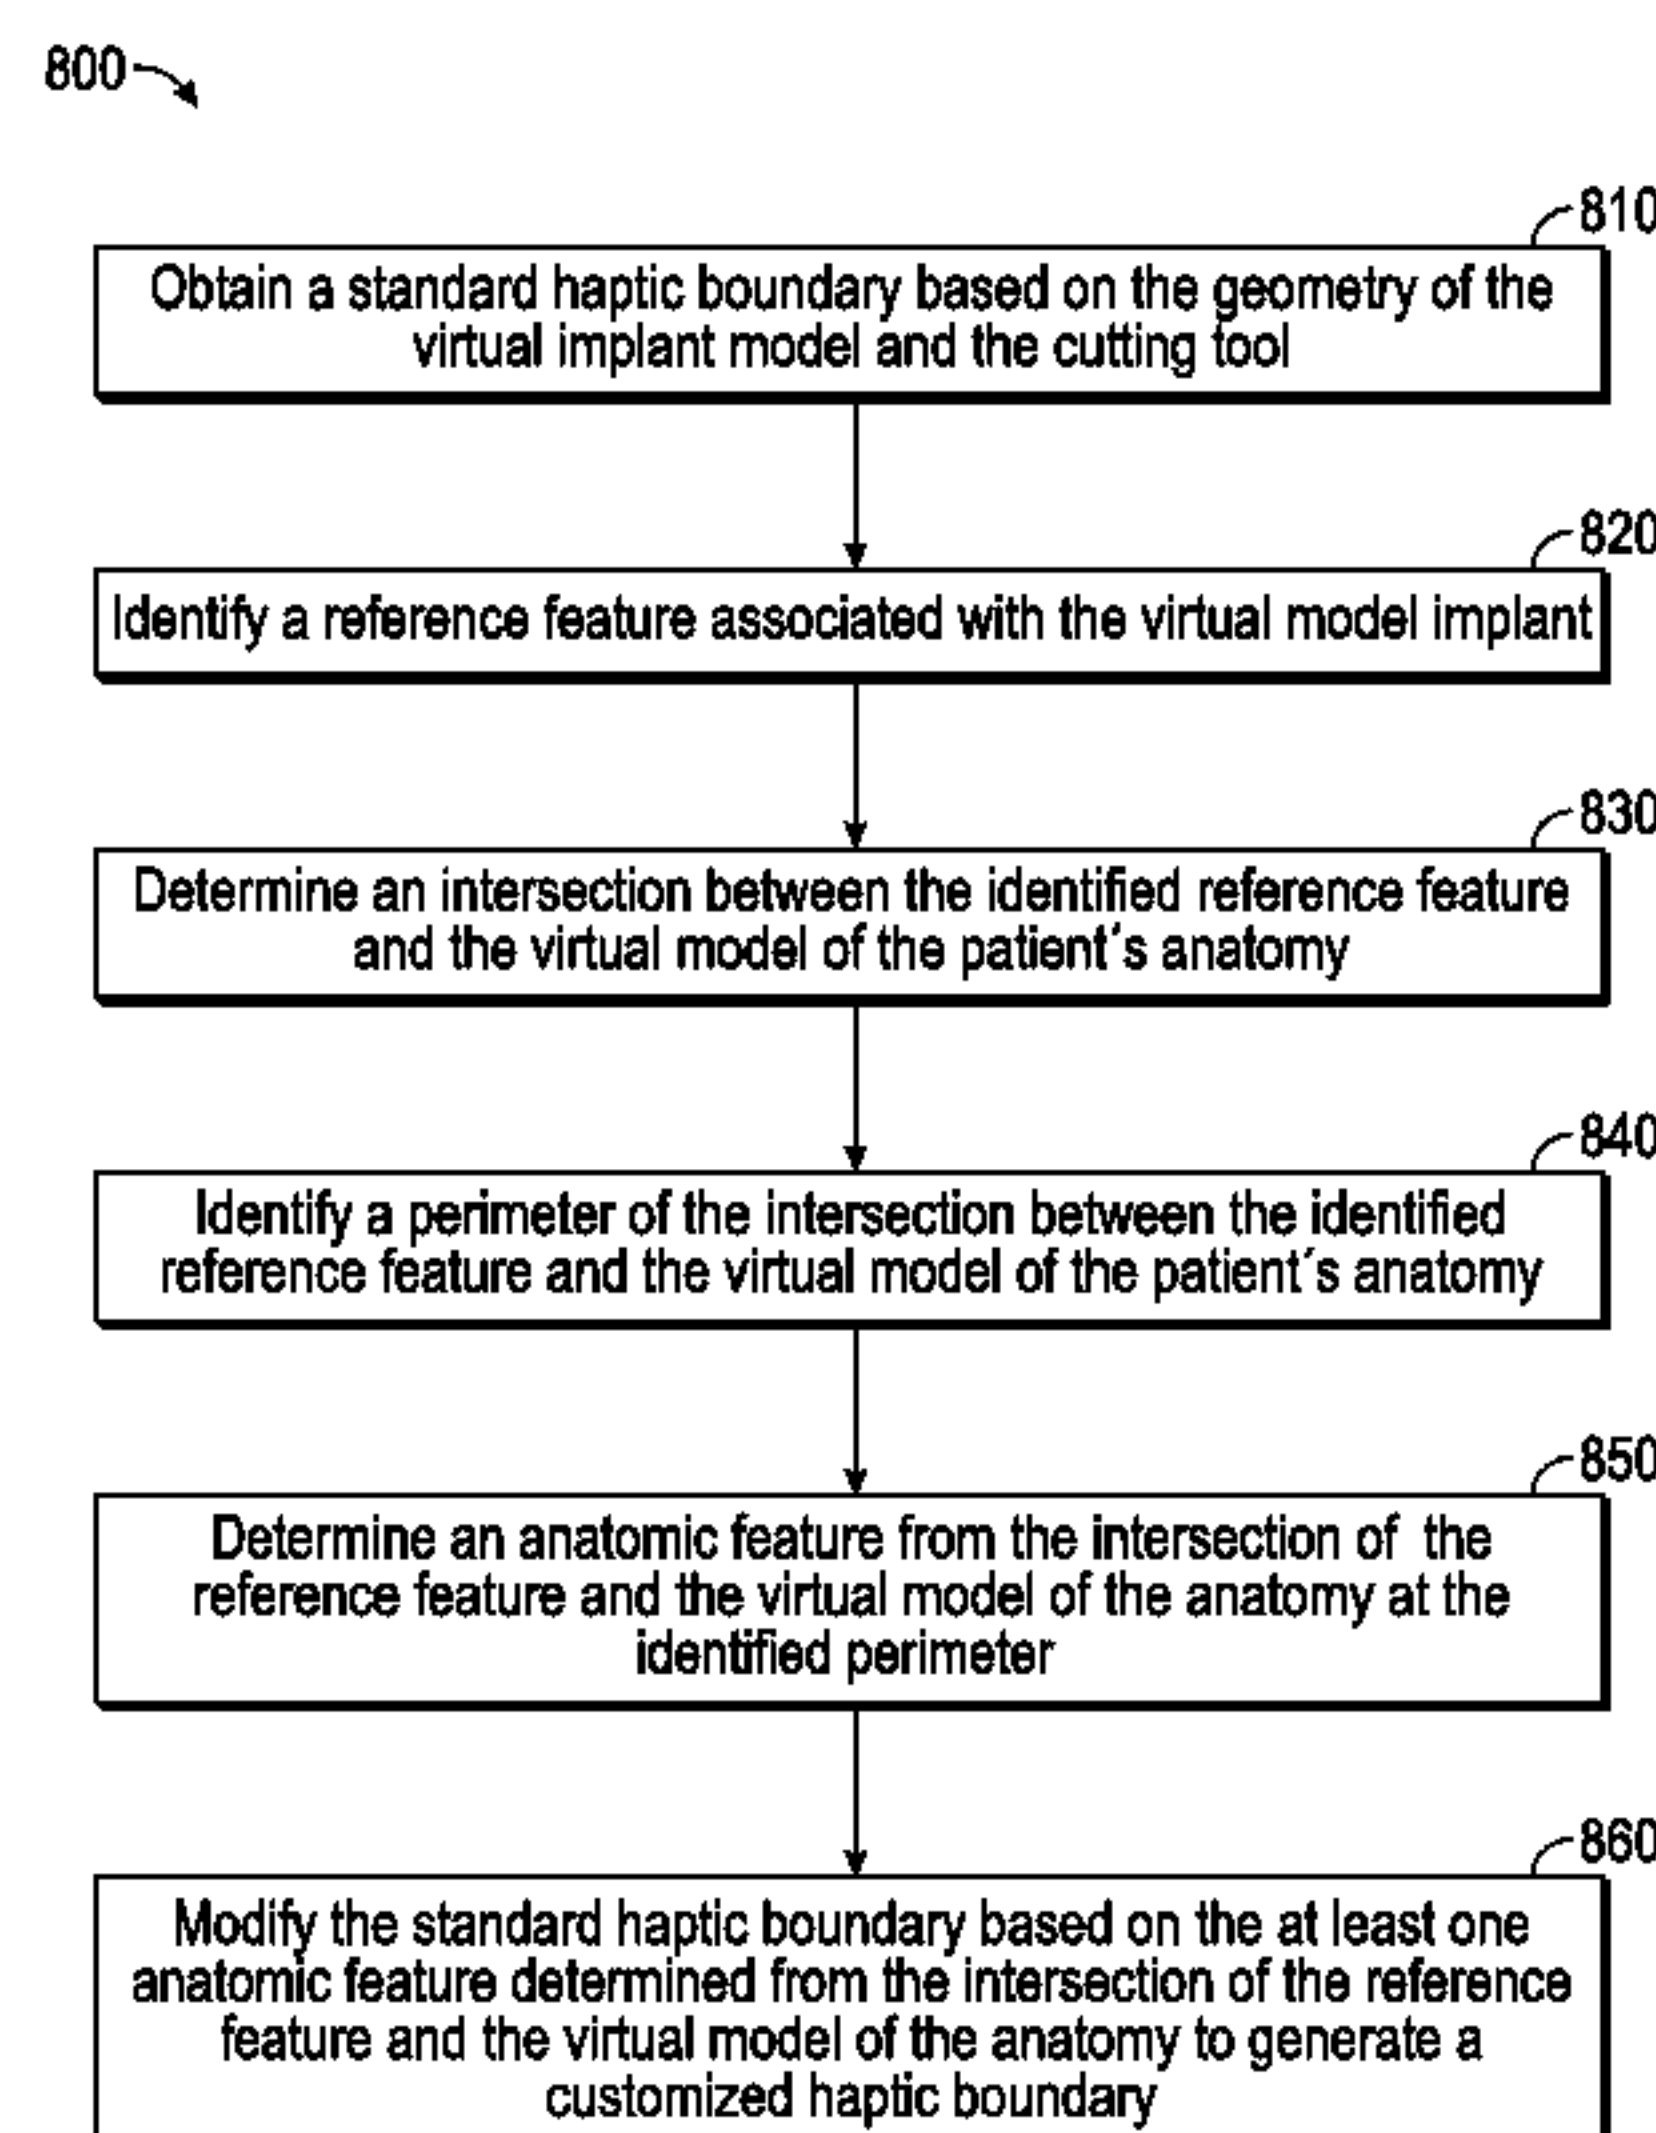 800
810
Obtain a standard haptic boundary based on the geometry of the
virtual implant model and the cutting tool
820
Identify a reference feature associated with the virtual model implant
830
Determine an intersection between the identified reference feature
and the virtual model of the patient´s anatomy
840
Identify a perimeter of the intersection between the identified
reference feature and the virtual model of the patient´s anatomy
850
Determine an anatomic feature from the intersection of the
reference feature and the virtual model of the anatomy at the
identified perimeter
860
Modify the standard haptic boundary based on the at least one
anatomic feature determined from the intersection of the reference
feature and the virtual model of the anatomy to generate a
customized haptic boundary